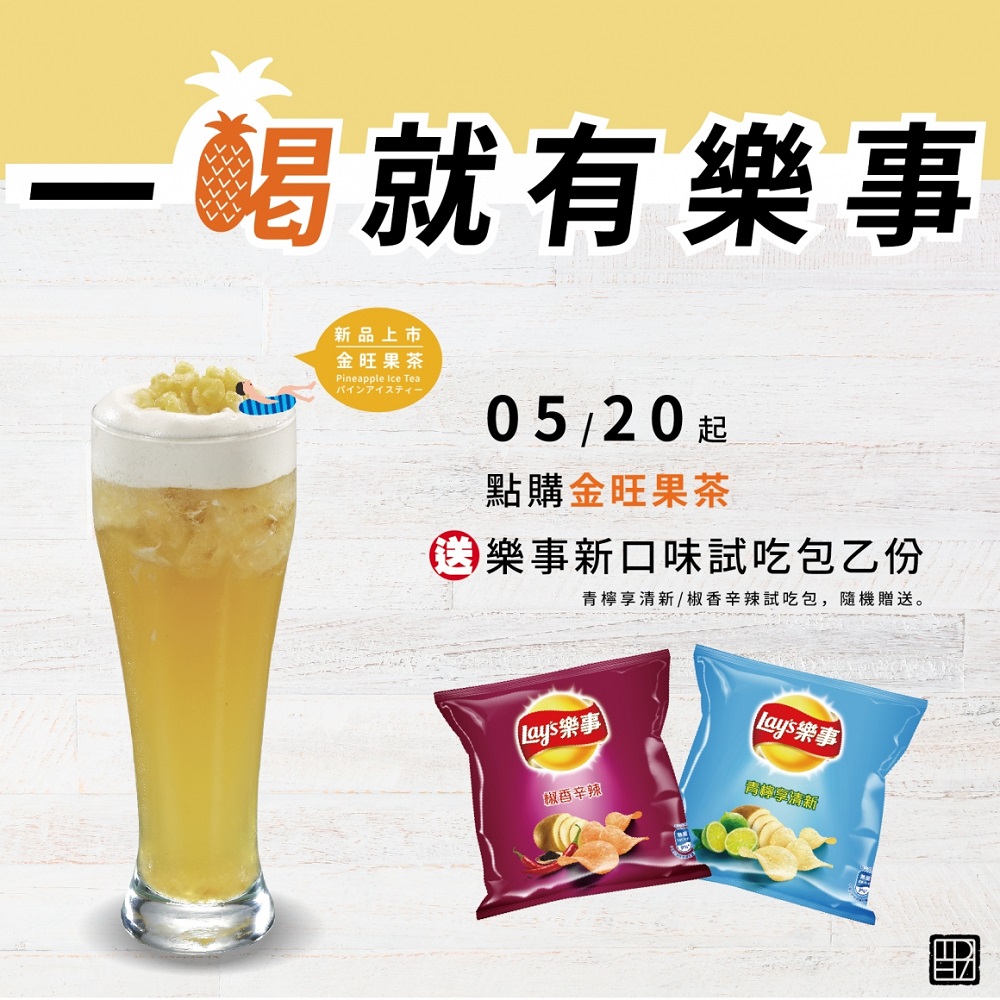 一喝就有樂事
新品上市
金旺果茶
Pineapple Ice Tea
パインアイスティー
05/20起
點購金旺果茶
送樂事新口味試吃包乙份
青檸享清新/椒香辛辣試吃包，隨機贈送。
Lay's樂事
椒香辛辣
Lay's樂事
青檸享清新